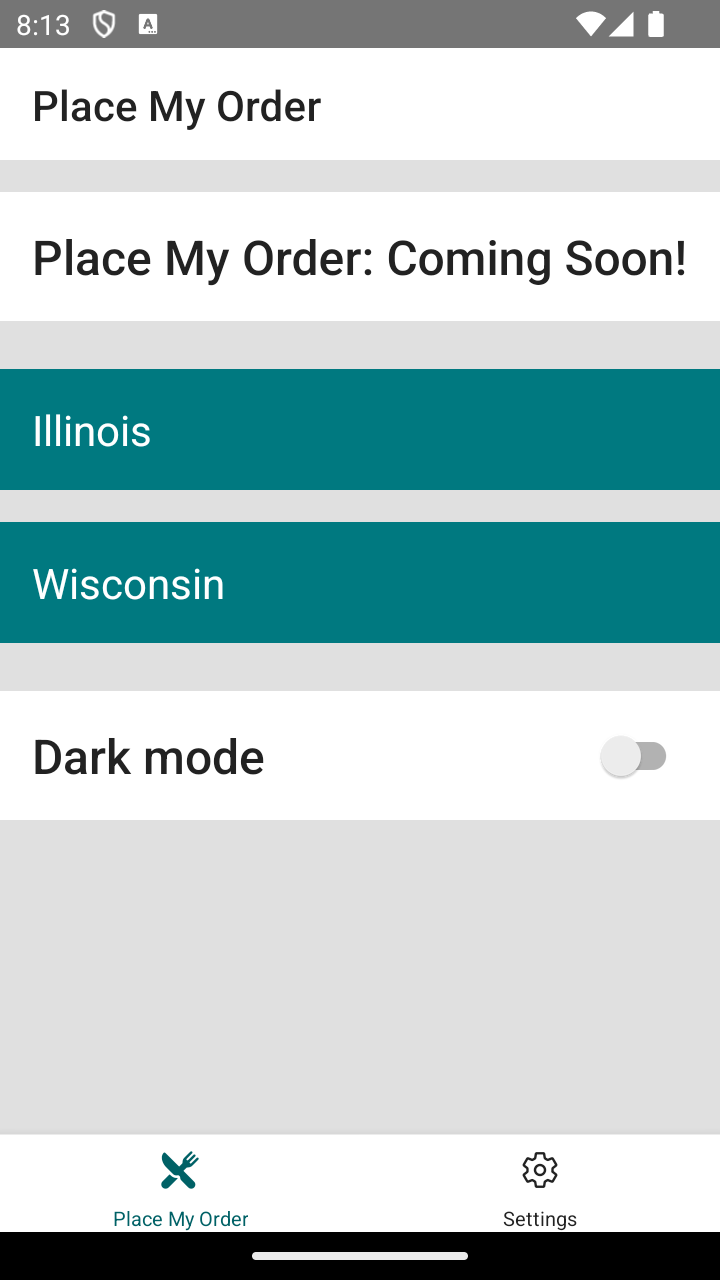 8:13
Place My Order
Place My Order: Coming Soon!
Illinois
Wisconsin
Dark mode
Place My Order
Settings